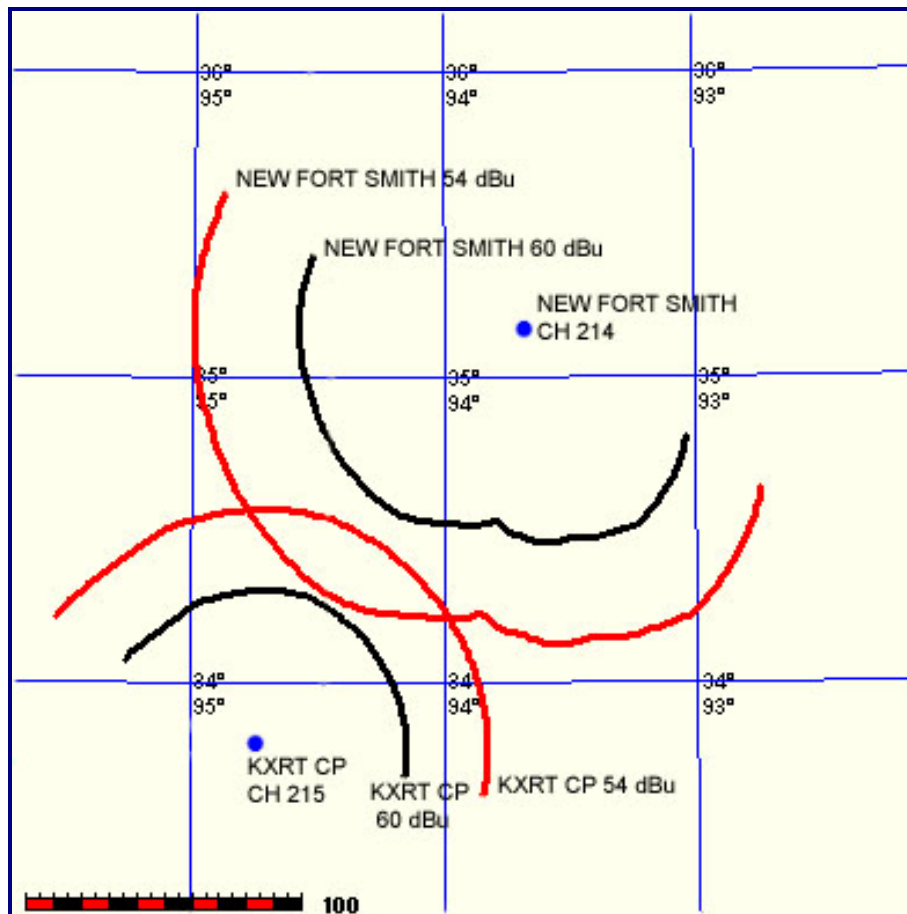 36° 36° 36°
95° 94° 93°
NEW FORT SMITH 54 dBu
NEW FORT SMITH 60 dBu
NEW FORT SMITH
CH 214
35° 35° 35°
95° 94° 93°
34° 34° 34°
95° 94° 93°
KXRT CP
CH 215
KXRT CP
60 dBu
KXRT CP 54 dBu
100